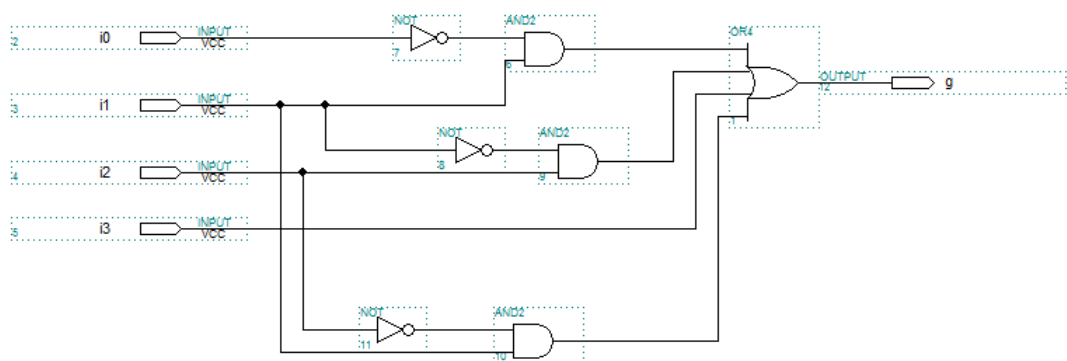 NOT
AND2
OR4
i0
INPUT
VCC
2
7
6
OUTPUT
12
g
i1
INPUT
VCC
3
1
NOT
AND2
8
9
i2
INPUT
VCC
4
i3
INPUT
VCC
5
NOT
AND2
11
10